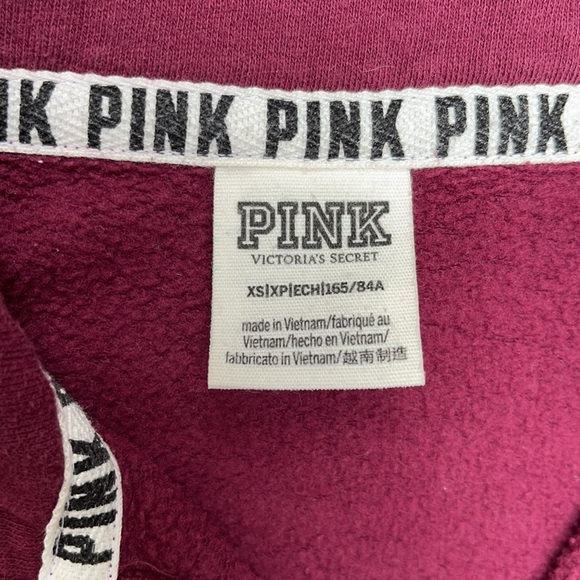 NK PINK PINK PINK PINK
PINK
VICTORIA'S SECRET
XS|XP|ECH|165/84A
made in Vietnam/fabriqué au
Vietnam/hecho en Vietnam/
fabbricato in Vietnam/越南制造
PINK